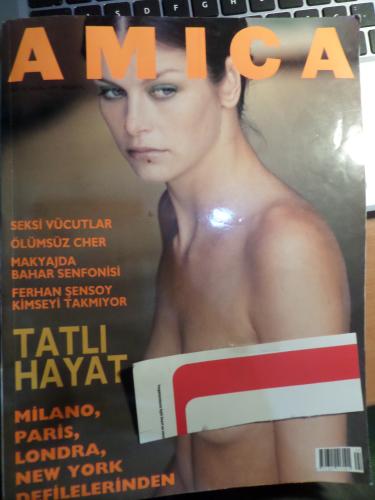 AMICA
SEKSİ VÜCUTLAR
ÖLÜMSÜZ CHER
MAKYAJDA
BAHAR SENFONİSİ
FERHAN ŞENSOY
KİMSEYİ TAKMIYOR
TATLI
HAYAT
MİLANO,
PARİS,
LONDRA,
NEW YORK
DEFİLELERİNDEN